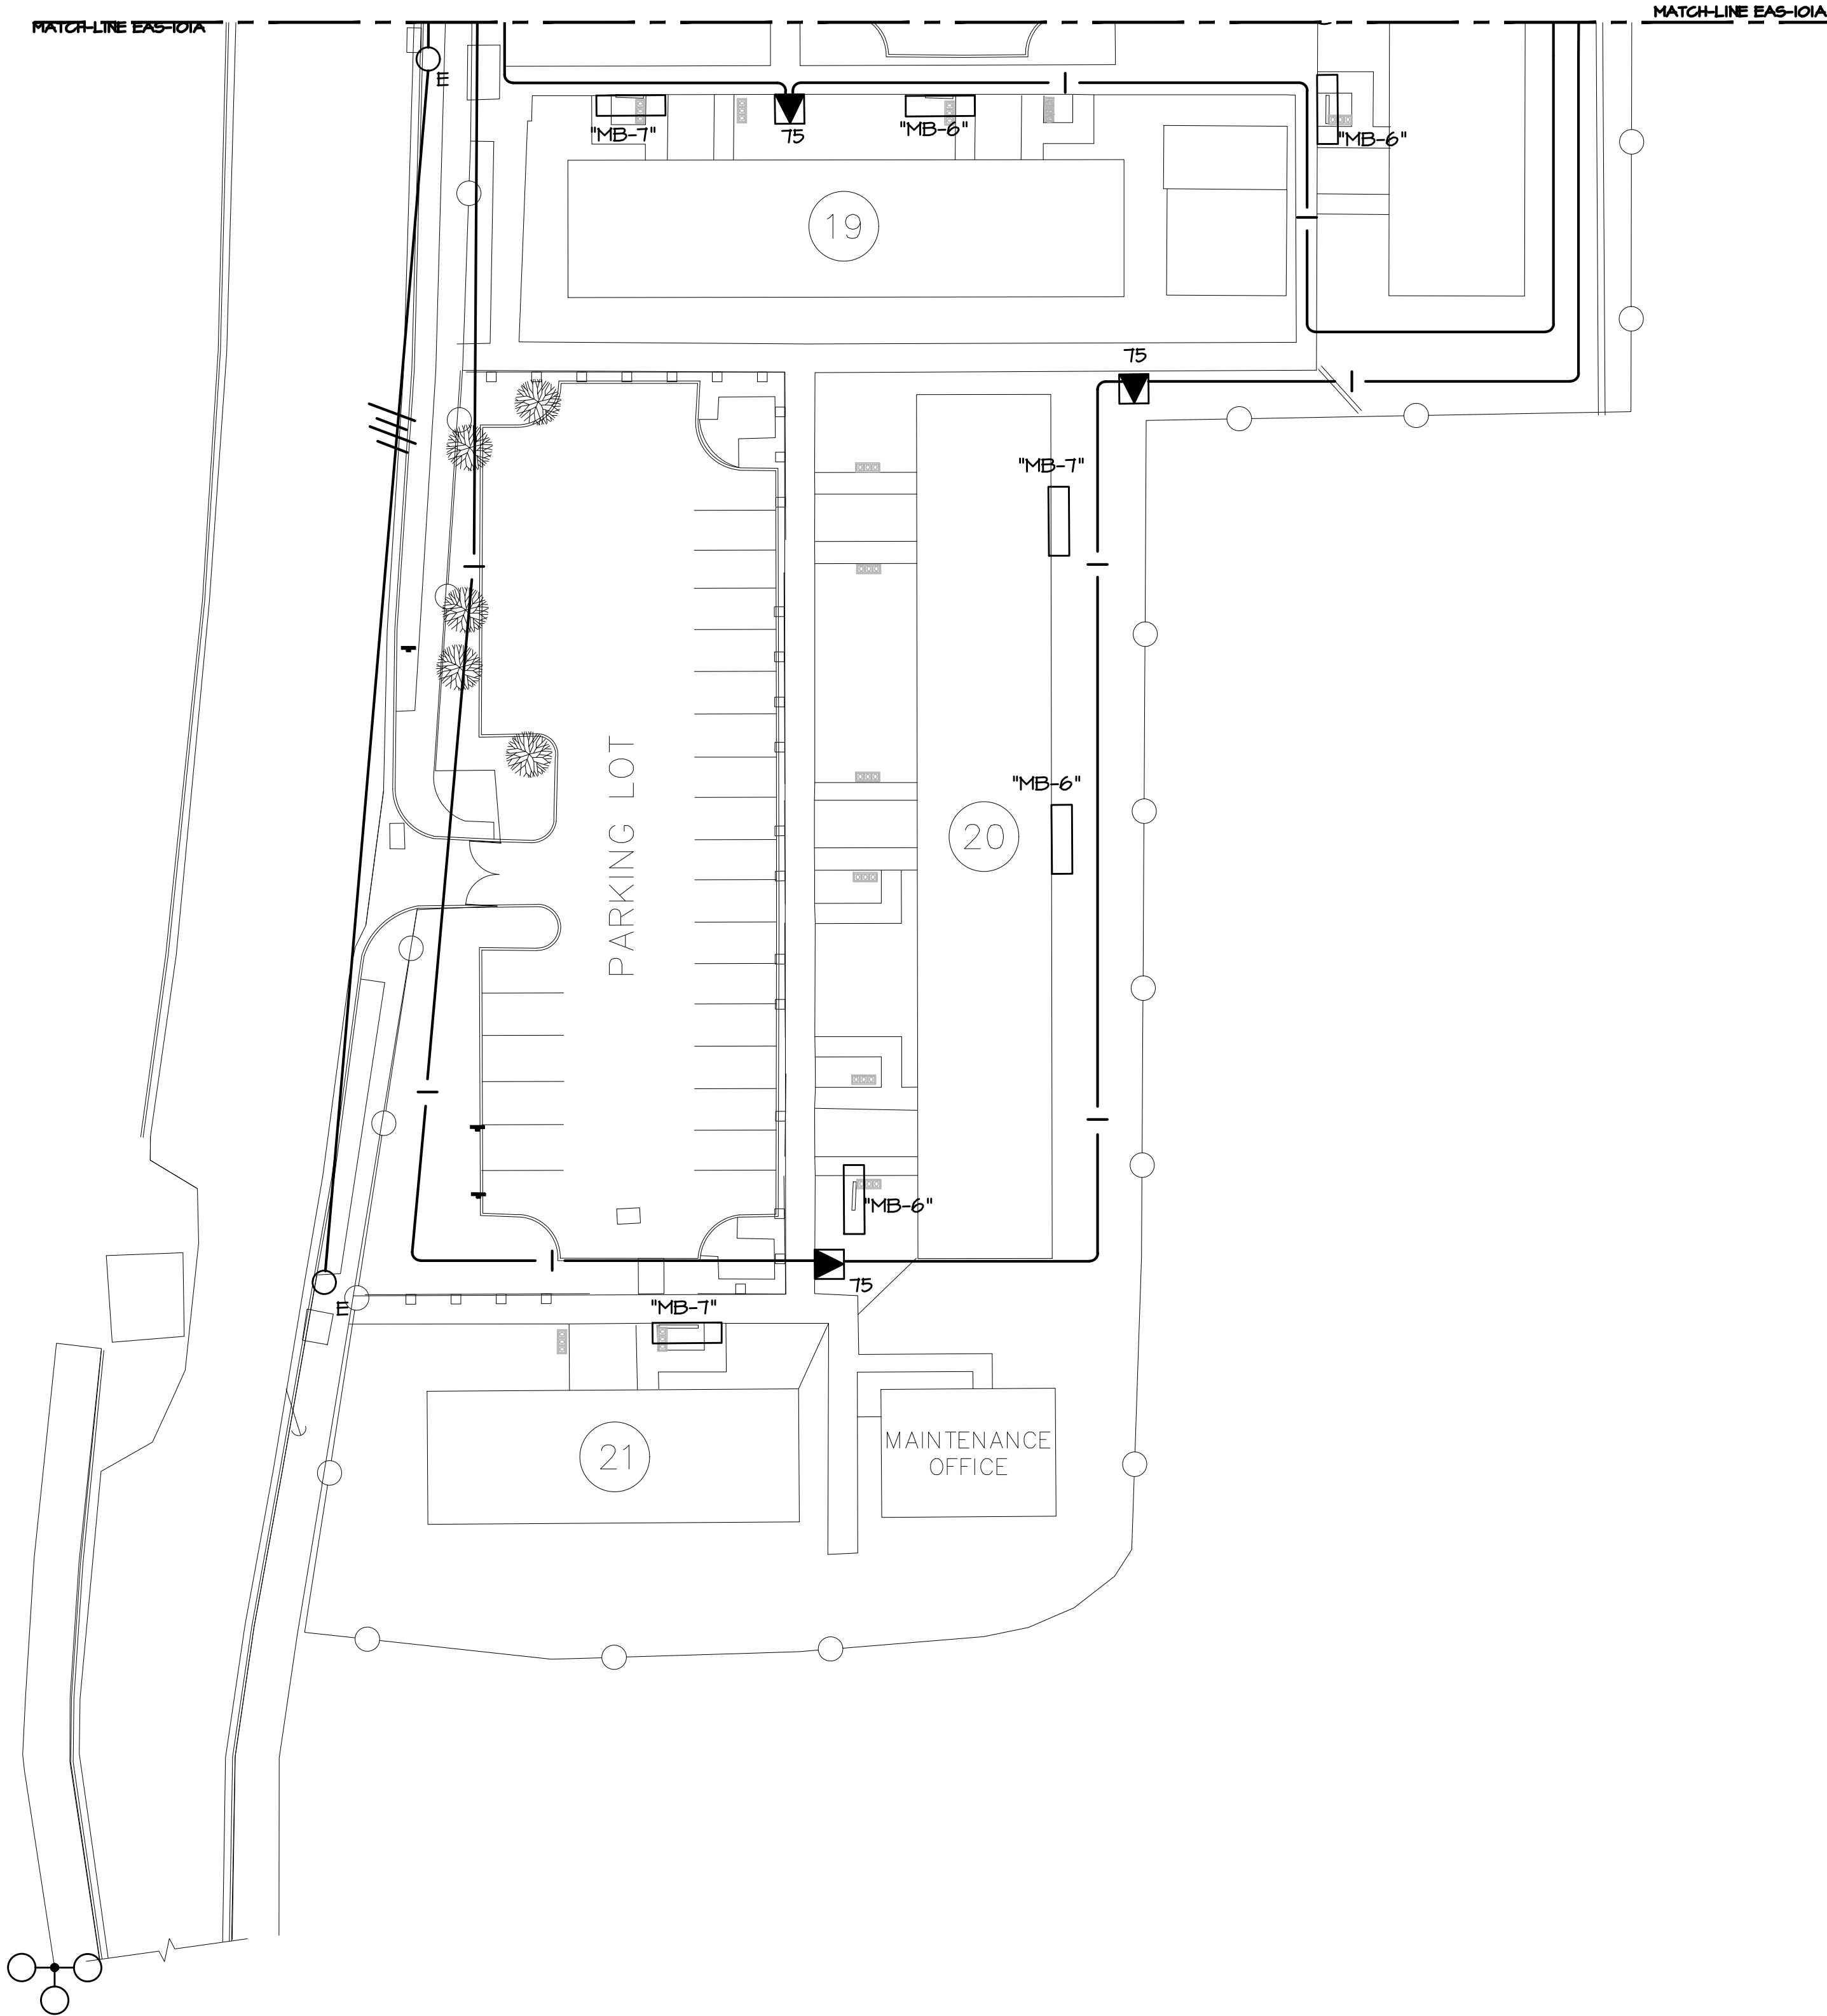 MATCH-LINE EAS-101A
MATCH-LINE EAS-101A
E
"MB-7"
75
"MB-6"
"MB-6"
19
75
"MB-7"
"MB-6"
PARKING LOT
20
"MB-6"
75
E
"MB-7"
21
MAINTENANCE
OFFICE